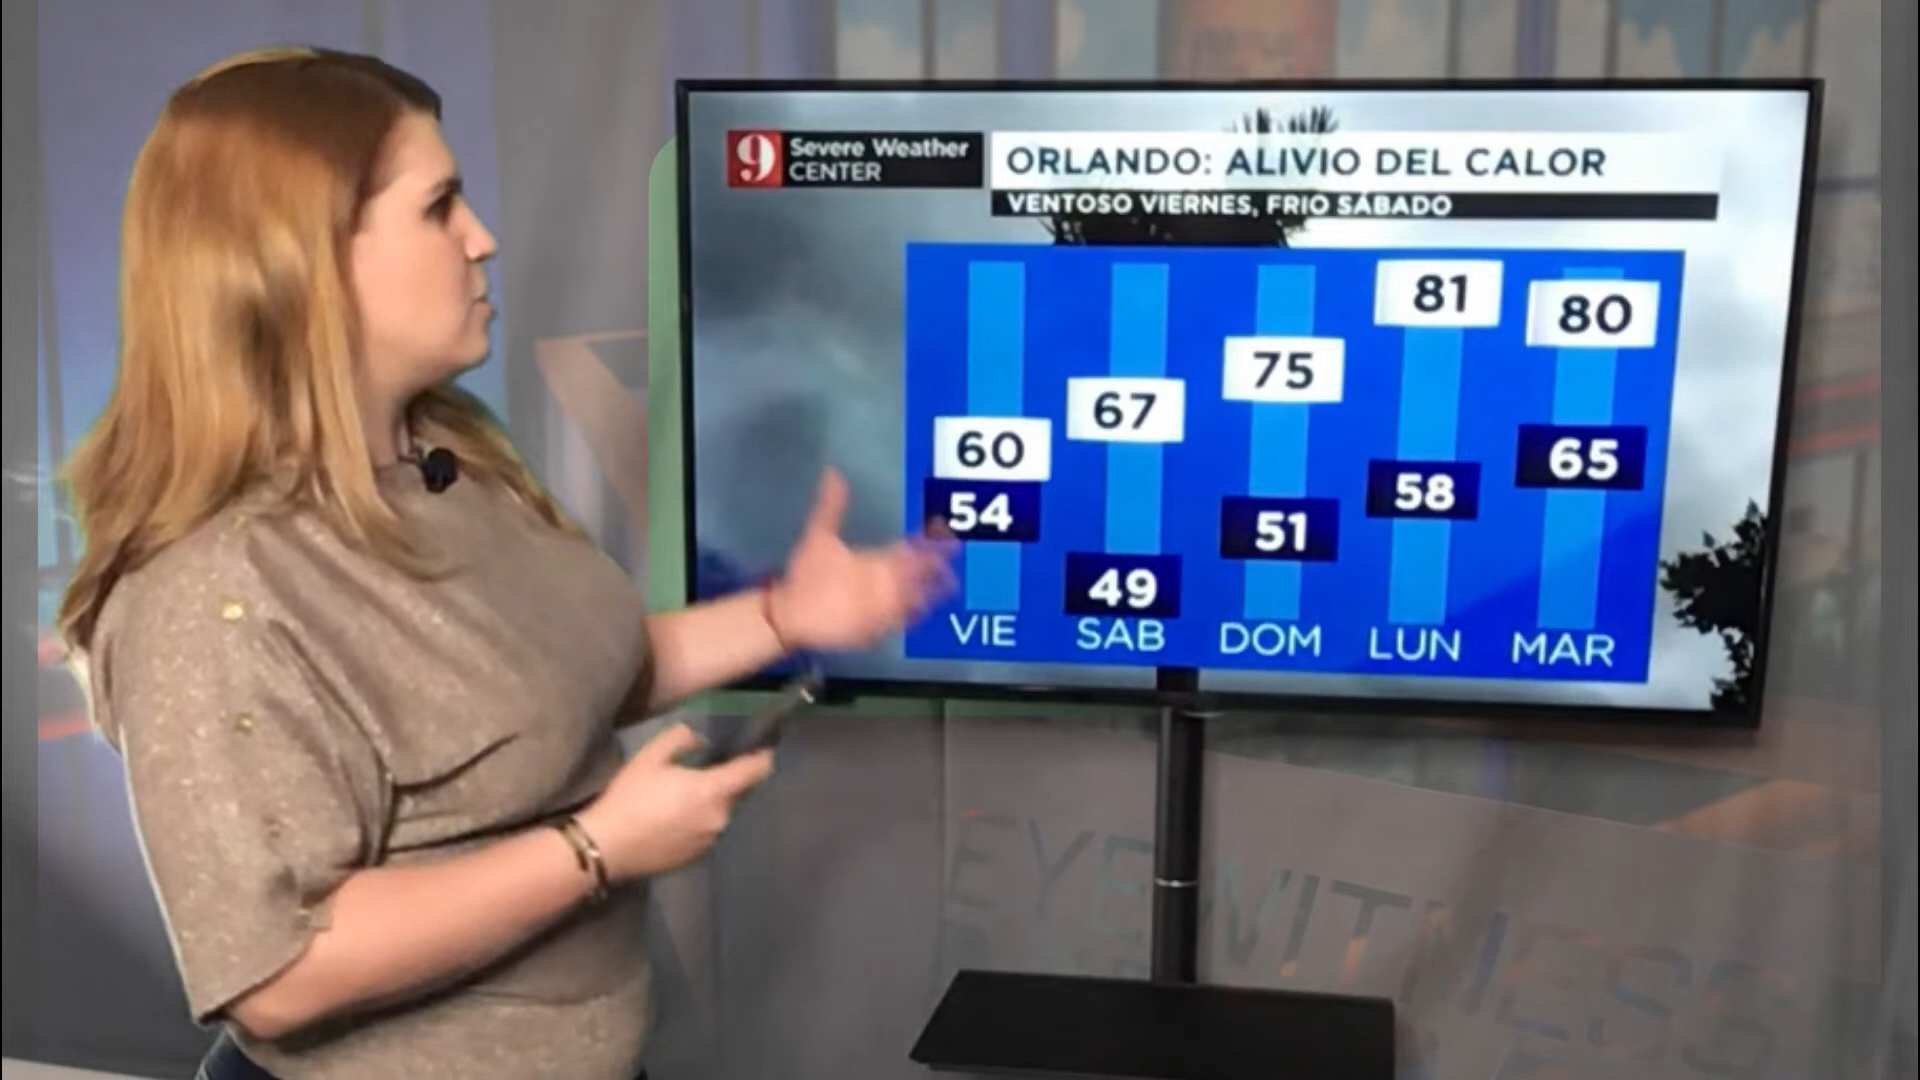 9 Severe Weather
CENTER
ORLANDO: ALIVIO DEL CALOR
VENTOSO VIERNES, FRIO SÁBADO
60 67 75 81 80
54 49 51 58 65
VIE SAB DOM LUN MAR
EYEWITNESS